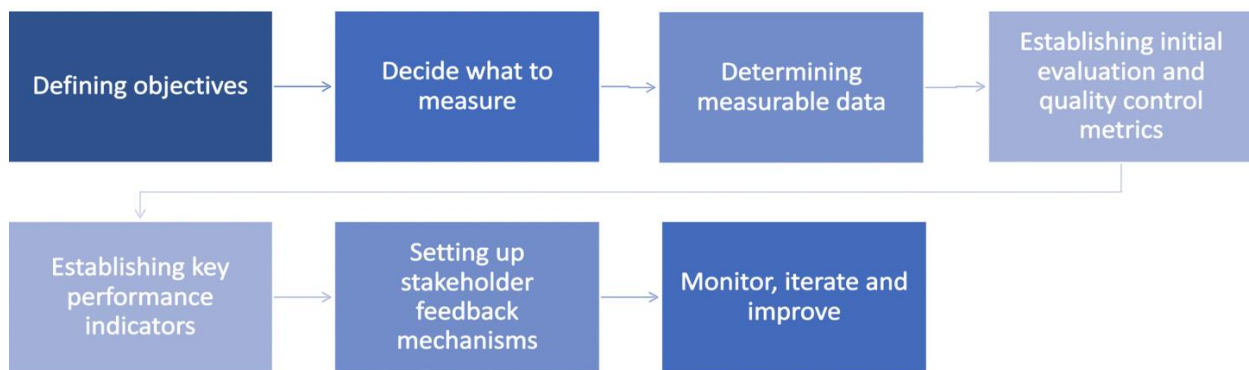 Defining objectives
Decide what to
measure
Determining
measurable data
Establishing initial
evaluation and
quality control
metrics
Establishing key
performance
indicators
Setting up
stakeholder
feedback
mechanisms
Monitor, iterate and
improve